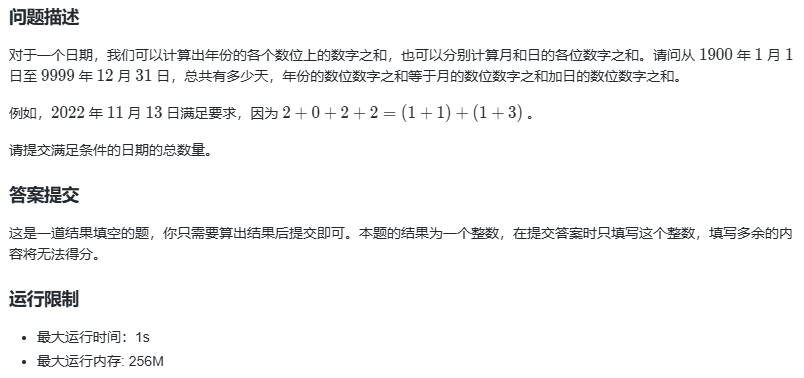 问题描述
对于一个日期，我们可以计算出年份的各个数位上的数字之和，也可以分别计算月和日的各位数字之和。请问从 1900 年 1 月 1
日至 9999 年 12 月 31 日，总共有多少天，年份的数位数字之和等于月的数位数字之和加日的数位数字之和。
例如，2022 年 11 月 13 日满足要求，因为 2 + 0 + 2 + 2 = (1 + 1) + (1 + 3) 。
请提交满足条件的日期的总数量。
答案提交
这是一道结果填空的题，你只需要算出结果后提交即可。本题的结果为一个整数，在提交答案时只填写这个整数，填写多余的内
容将无法得分。
运行限制
• 最大运行时间：1s
• 最大运行内存: 256M